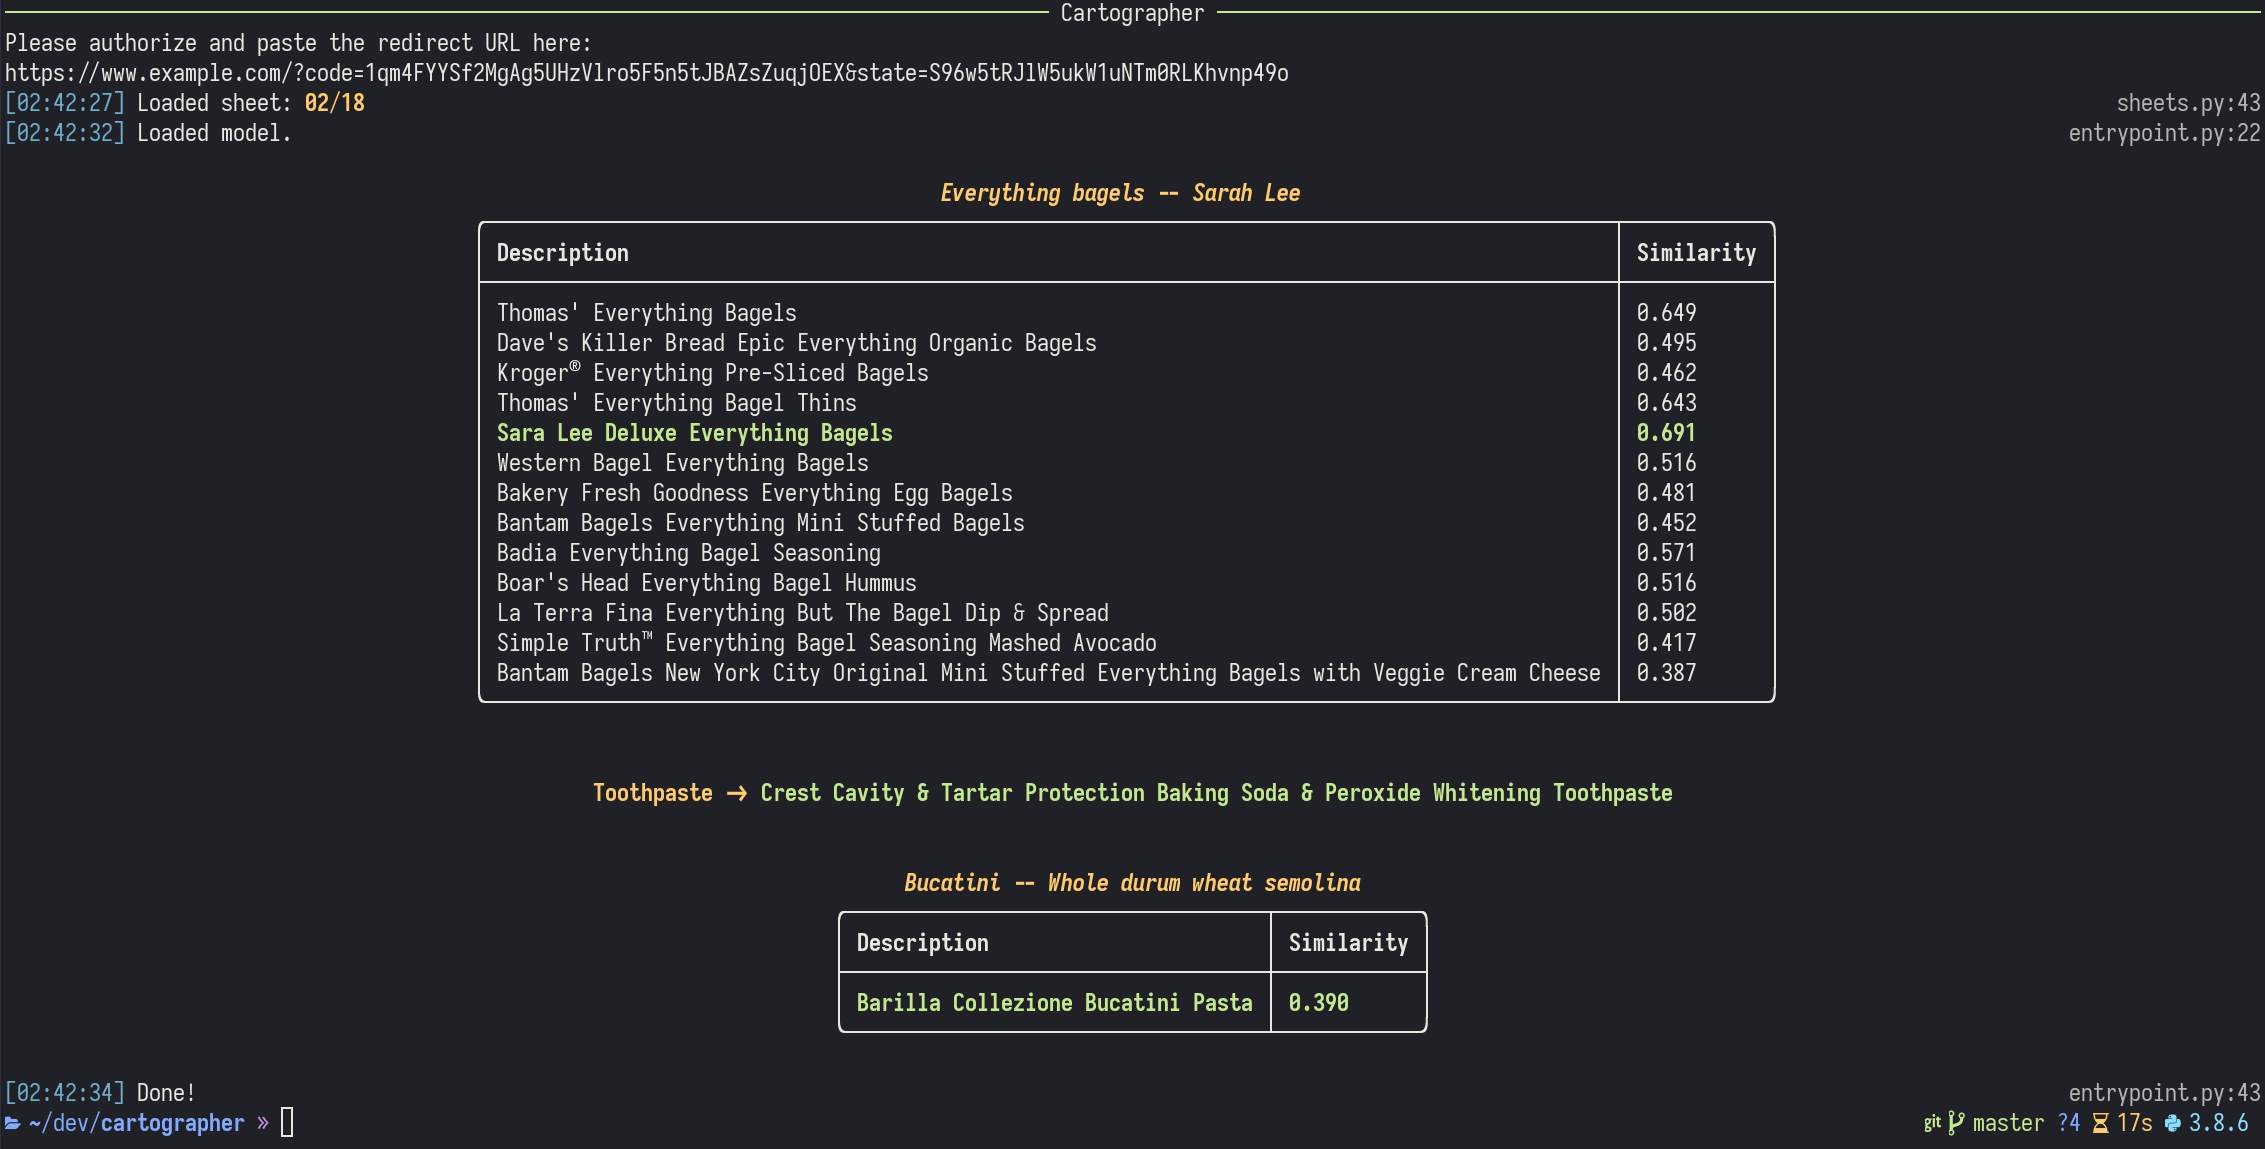 Cartographer
Please authorize and paste the redirect URL here:
https://www.example.com/?code=1qm4FYYSf2MgAg5UHzVlro5F5n5tJBAZsZuqjOEX&state=S96w5tRJlW5ukW1uNTm0RLKhvnp49o
[02:42:27] Loaded sheet: 02/18 sheets.py:43
[02:42:32] Loaded model. entrypoint.py:22
Everything bagels -- Sarah Lee
Description Similarity
Thomas' Everything Bagels 0.649
Dave's Killer Bread Epic Everything Organic Bagels 0.495
Kroger® Everything Pre-Sliced Bagels 0.462
Thomas' Everything Bagel Thins 0.643
Sara Lee Deluxe Everything Bagels 0.691
Western Bagel Everything Bagels 0.516
Bakery Fresh Goodness Everything Egg Bagels 0.481
Bantam Bagels Everything Mini Stuffed Bagels 0.452
Badia Everything Bagel Seasoning 0.571
Boar's Head Everything Bagel Hummus 0.516
La Terra Fina Everything But The Bagel Dip & Spread 0.502
Simple Truth™ Everything Bagel Seasoning Mashed Avocado 0.417
Bantam Bagels New York City Original Mini Stuffed Everything Bagels with Veggie Cream Cheese 0.387
Toothpaste → Crest Cavity & Tartar Protection Baking Soda & Peroxide Whitening Toothpaste
Bucatini -- Whole durum wheat semolina
Description Similarity
Barilla Collezione Bucatini Pasta 0.390
[02:42:34] Done! entrypoint.py:43
~/dev/cartographer » git master ?4 17s 3.8.6